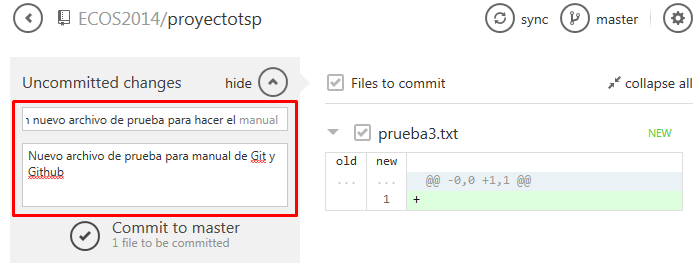 ECOS2014/proyectotsp
sync
master
Uncommitted changes
hide
Files to commit
collapse all
nuevo archivo de prueba para hacer el manual
Nuevo archivo de prueba para manual de Git y
Github
Commit to master
1 file to be committed
prueba3.txt
NEW
old new
... ... @@ -0,0 +1,1 @@
1 +